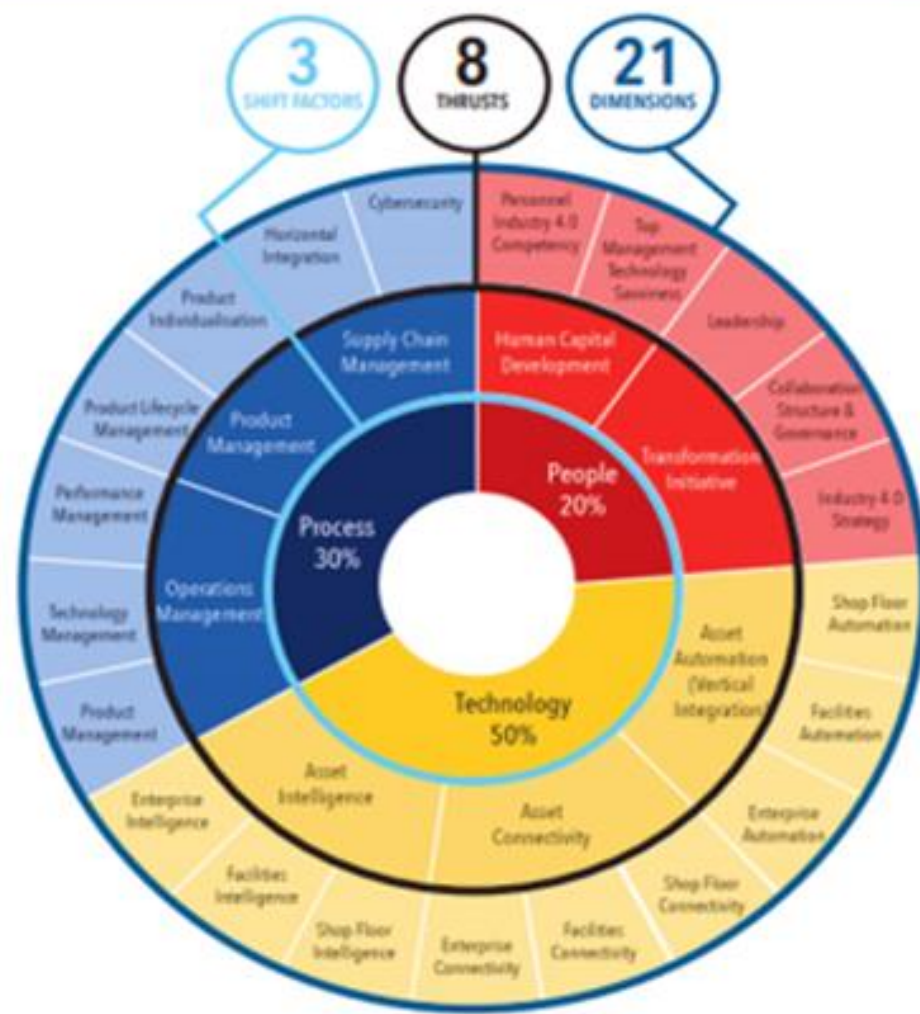 3
SHIFT FACTORS
8
THRUSTS
21
DIMENSIONS
Cybersecurity
Horizontal
Integration
Product
Individualisation
Product Lifecycle
Management
Performance
Management
Technology
Management
Product
Management
Personnel
Industry 4.0
Competency
Top
Management
Technology
Savviness
Leadership
Collaboration
Structure &
Governance
Industry 4.0
Strategy
Supply Chain
Management
Product
Management
Operations
Management
Human Capital
Development
Transformation
Initiative
Process
30%
People
20%
Technology
50%
Asset
Automation
(Vertical
Integration)
Asset
Connectivity
Asset
Intelligence
Shop Floor
Automation
Facilities
Automation
Enterprise
Automation
Shop Floor
Connectivity
Facilities
Connectivity
Enterprise
Connectivity
Shop Floor
Intelligence
Facilities
Intelligence
Enterprise
Intelligence